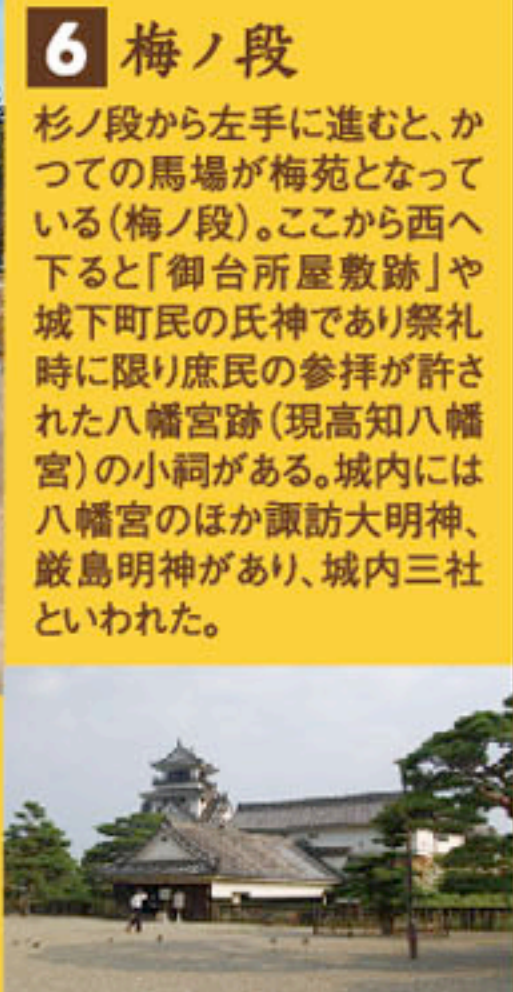 6 梅ノ段
杉ノ段から左手に進むと、か
つての馬場が梅苑となって
いる（梅ノ段）。ここから西へ
下ると「御台所屋敷跡」や
城下町民の氏神であり祭礼
時に限り庶民の参拝が許さ
れた八幡宮跡（現高知八幡
宮）の小祠がある。城内には
八幡宮のほか諏訪大明神、
厳島明神があり、城内三社
といわれた。